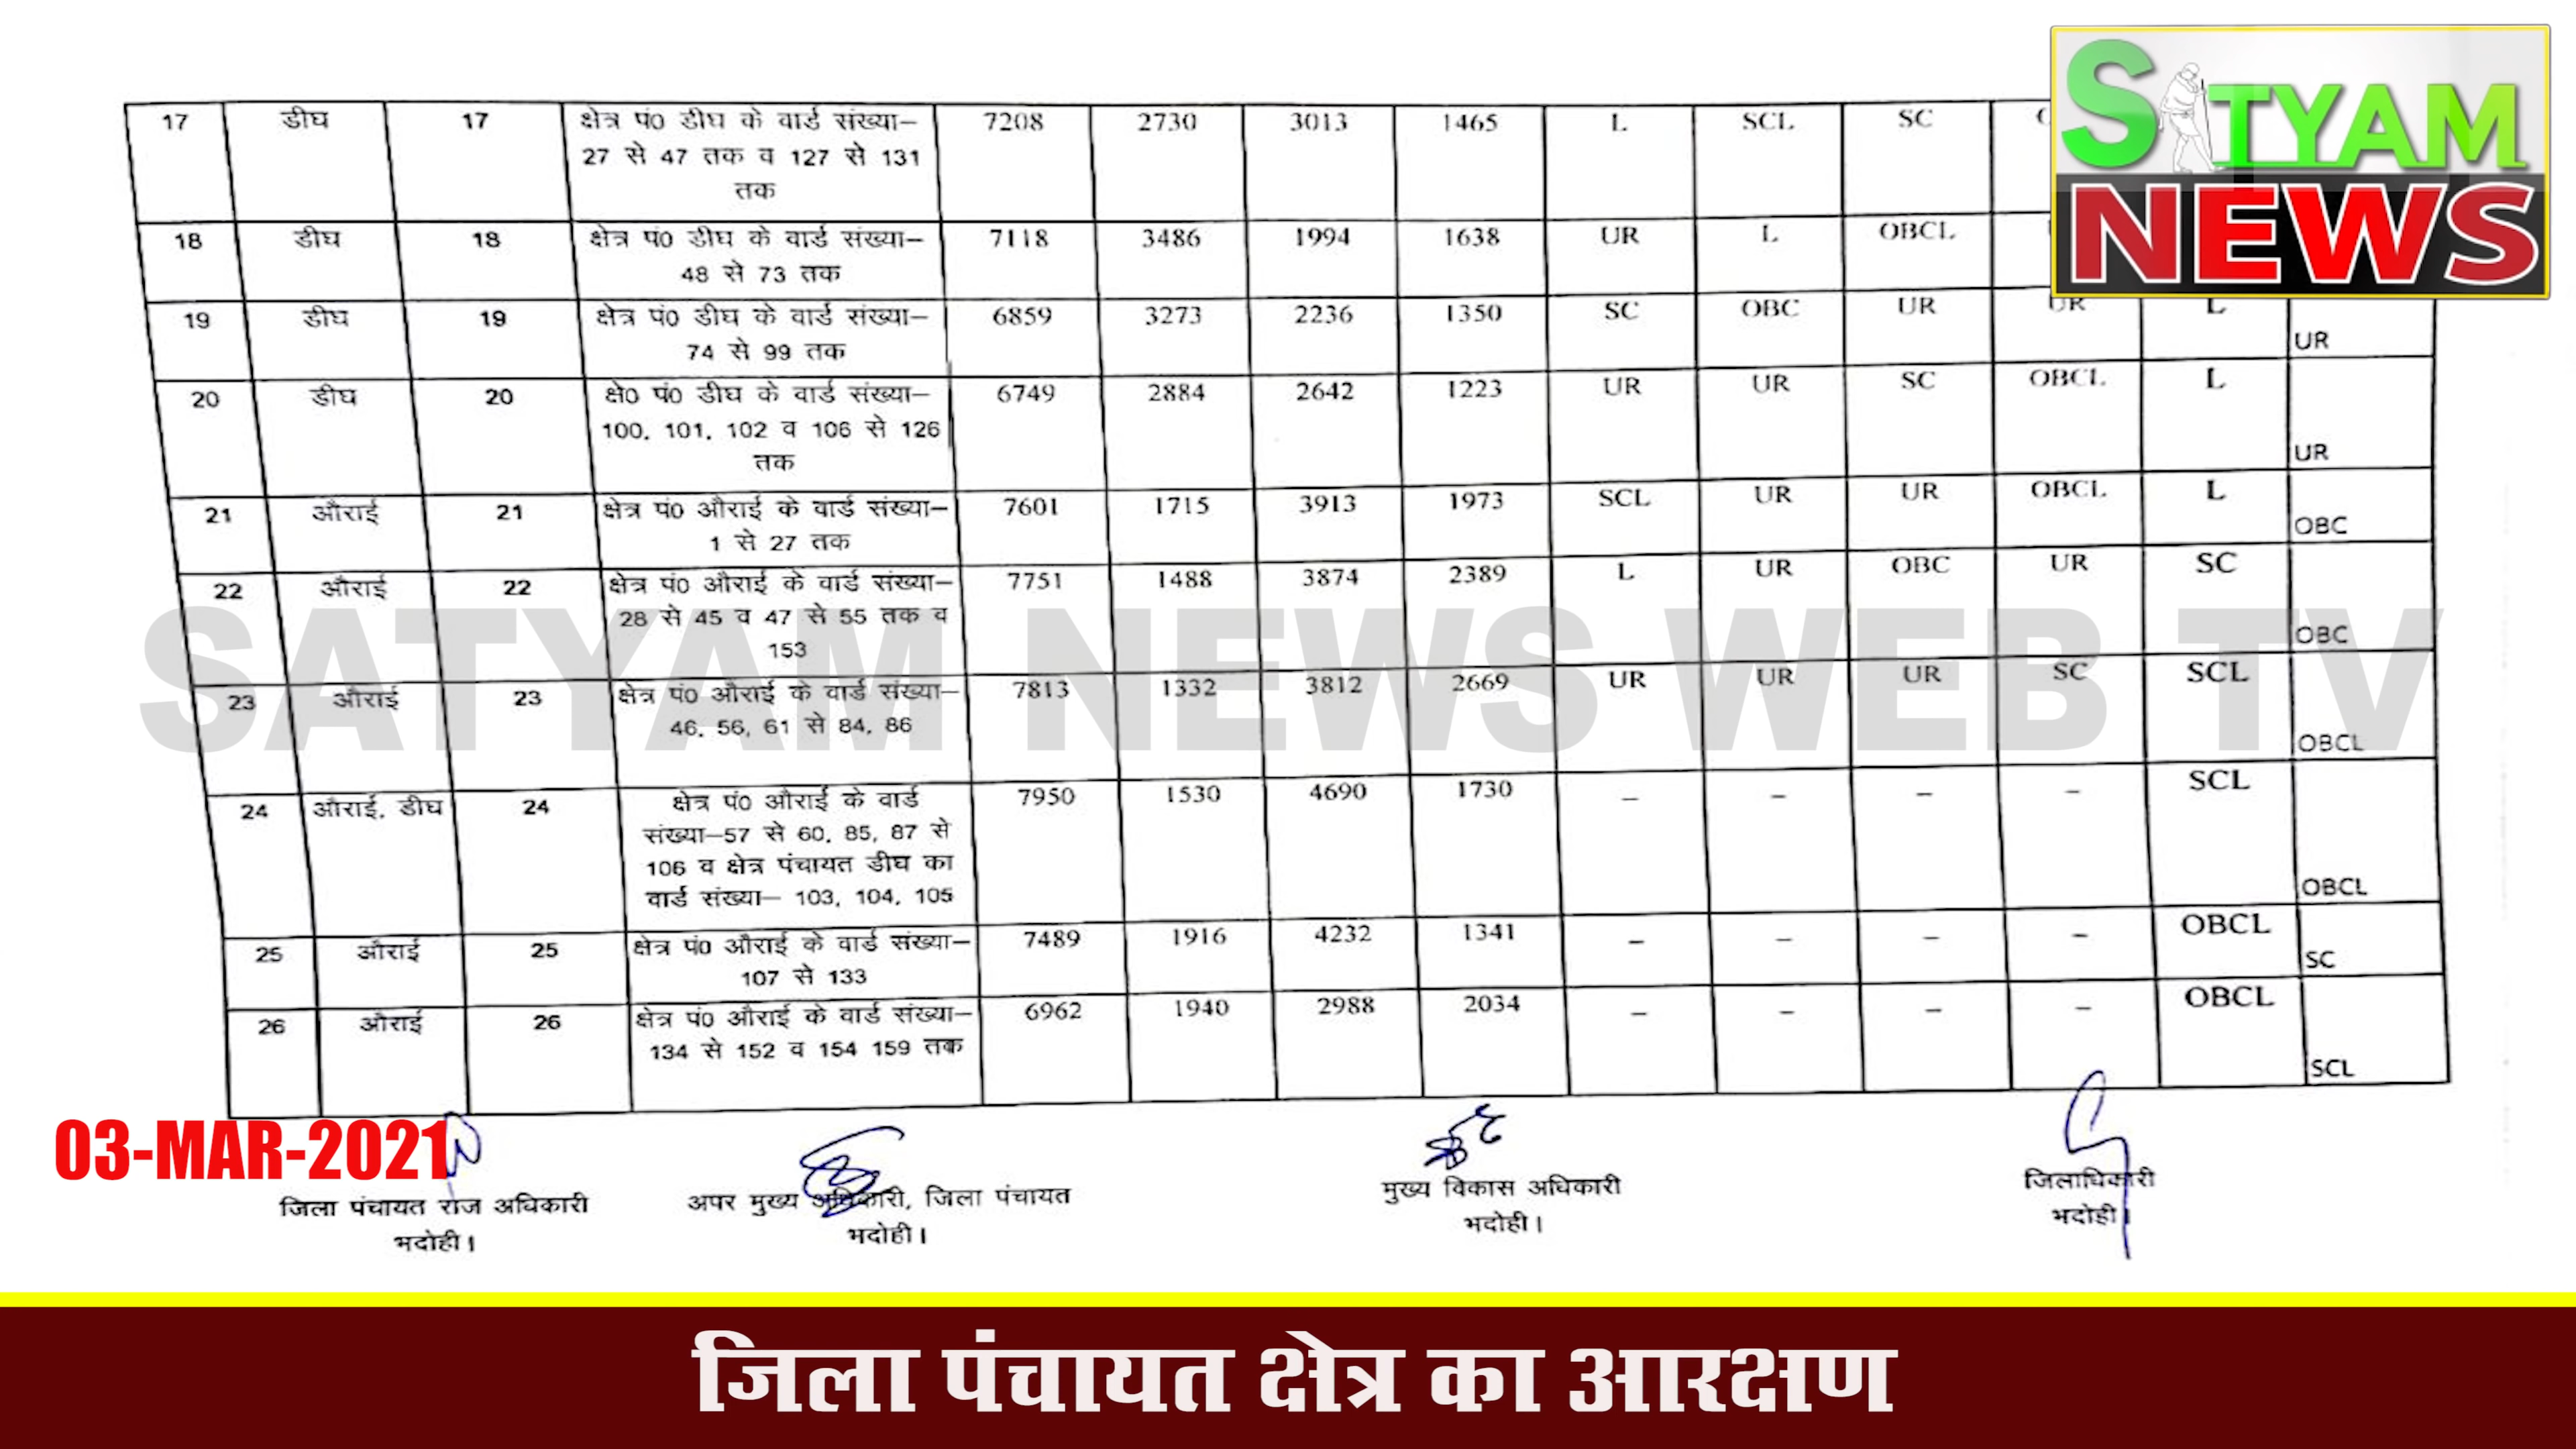 SATYAM
NEWS
17 डीघ 17 क्षेत्र पं0 डीघ के वार्ड संख्या– 7208 2730 3013 1465 L SCL SC
27 से 47 तक व 127 से 131
तक
18 डीघ 18 क्षेत्र पं0 डीघ के वार्ड संख्या– 7118 3486 1994 1638 UR L OBCL
48 से 73 तक
19 डीघ 19 क्षेत्र पं0 डीघ के वार्ड संख्या– 6859 3273 2236 1350 SC OBC UR UR L
74 से 99 तक UR
20 डीघ 20 क्षे0 पं0 डीघ के वार्ड संख्या– 6749 2884 2642 1223 UR UR SC OBCL L
100, 101, 102 व 106 से 126
तक UR
21 औराई 21 क्षेत्र पं0 औराई के वार्ड संख्या– 7601 1715 3913 1973 SCL UR UR OBCL L
1 से 27 तक OBC
22 औराई 22 क्षेत्र पं0 औराई के वार्ड संख्या– 7751 1488 3874 2389 L UR OBC UR SC
28 से 45 व 47 से 55 तक व
153 OBC
SATYAM NEWS WEB TV
23 औराई 23 क्षेत्र पं0 औराई के वार्ड संख्या– 7813 1332 3812 2669 UR UR UR SC SCL
46, 56, 61 से 84, 86 OBCL
24 औराई, डीघ 24 क्षेत्र पं0 औराई के वार्ड 7950 1530 4690 1730 – – – – SCL
संख्या–57 से 60, 85, 87 से
106 व क्षेत्र पंचायत डीघ का
वार्ड संख्या– 103, 104, 105 OBCL
25 औराई 25 क्षेत्र पं0 औराई के वार्ड संख्या– 7489 1916 4232 1341 – – – – OBCL
107 से 133 SC
26 औराई 26 क्षेत्र पं0 औराई के वार्ड संख्या– 6962 1940 2988 2034 – – – – OBCL
134 से 152 व 154 159 तक SCL
03-MAR-2021
जिला पंचायत राज अधिकारी
भदोही।
अपर मुख्य अधिकारी, जिला पंचायत
भदोही।
मुख्य विकास अधिकारी
भदोही।
जिलाधिकारी
भदोही।
जिला पंचायत क्षेत्र का आरक्षण